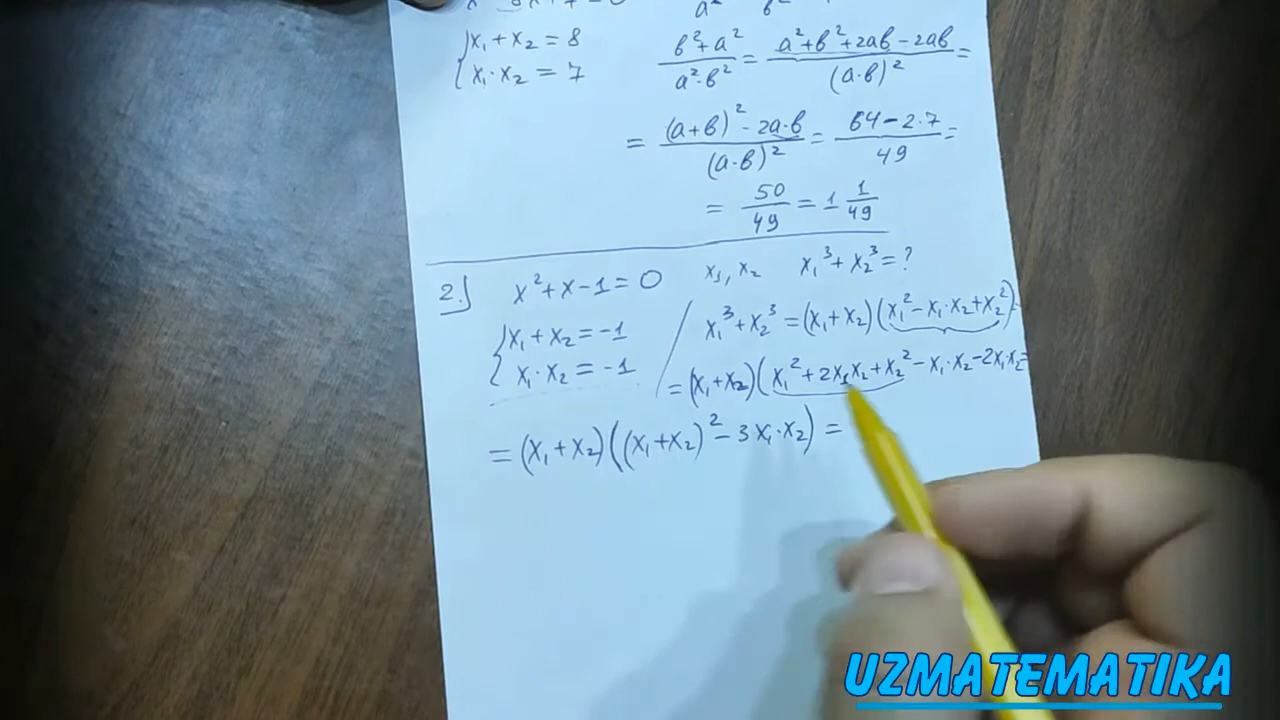 x₁ + x₂ = 8
x₁ · x₂ = 7
(b² + a²)/(a² · b²) = (a² + b² + 2ab − 2ab)/(a · b)² =
= ((a + b)² − 2a · b)/(a · b)² = (64 − 2 · 7)/49 =
= 50/49 = 1 1/49
2.) x² + x − 1 = 0 x₁, x₂ x₁³ + x₂³ = ?
x₁ + x₂ = −1
x₁ · x₂ = −1
x₁³ + x₂³ = (x₁ + x₂)(x₁² − x₁ · x₂ + x₂²) =
= (x₁ + x₂)(x₁² + 2x₁x₂ + x₂² − x₁ · x₂ − 2x₁x₂ =
= (x₁ + x₂)((x₁ + x₂)² − 3x₁ · x₂) =
UZMATEMATIKA